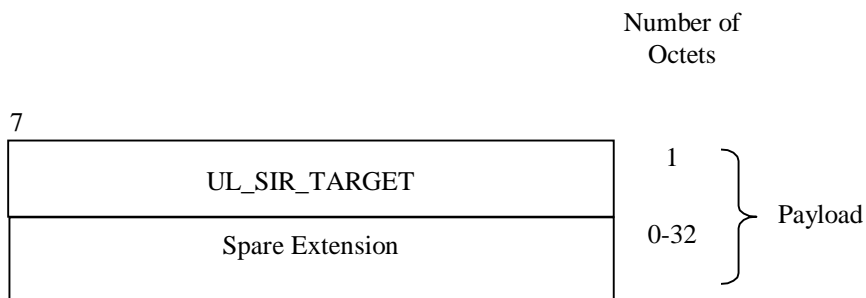 Number of
Octets
7
UL_SIR_TARGET
1
Spare Extension
0-32
Payload